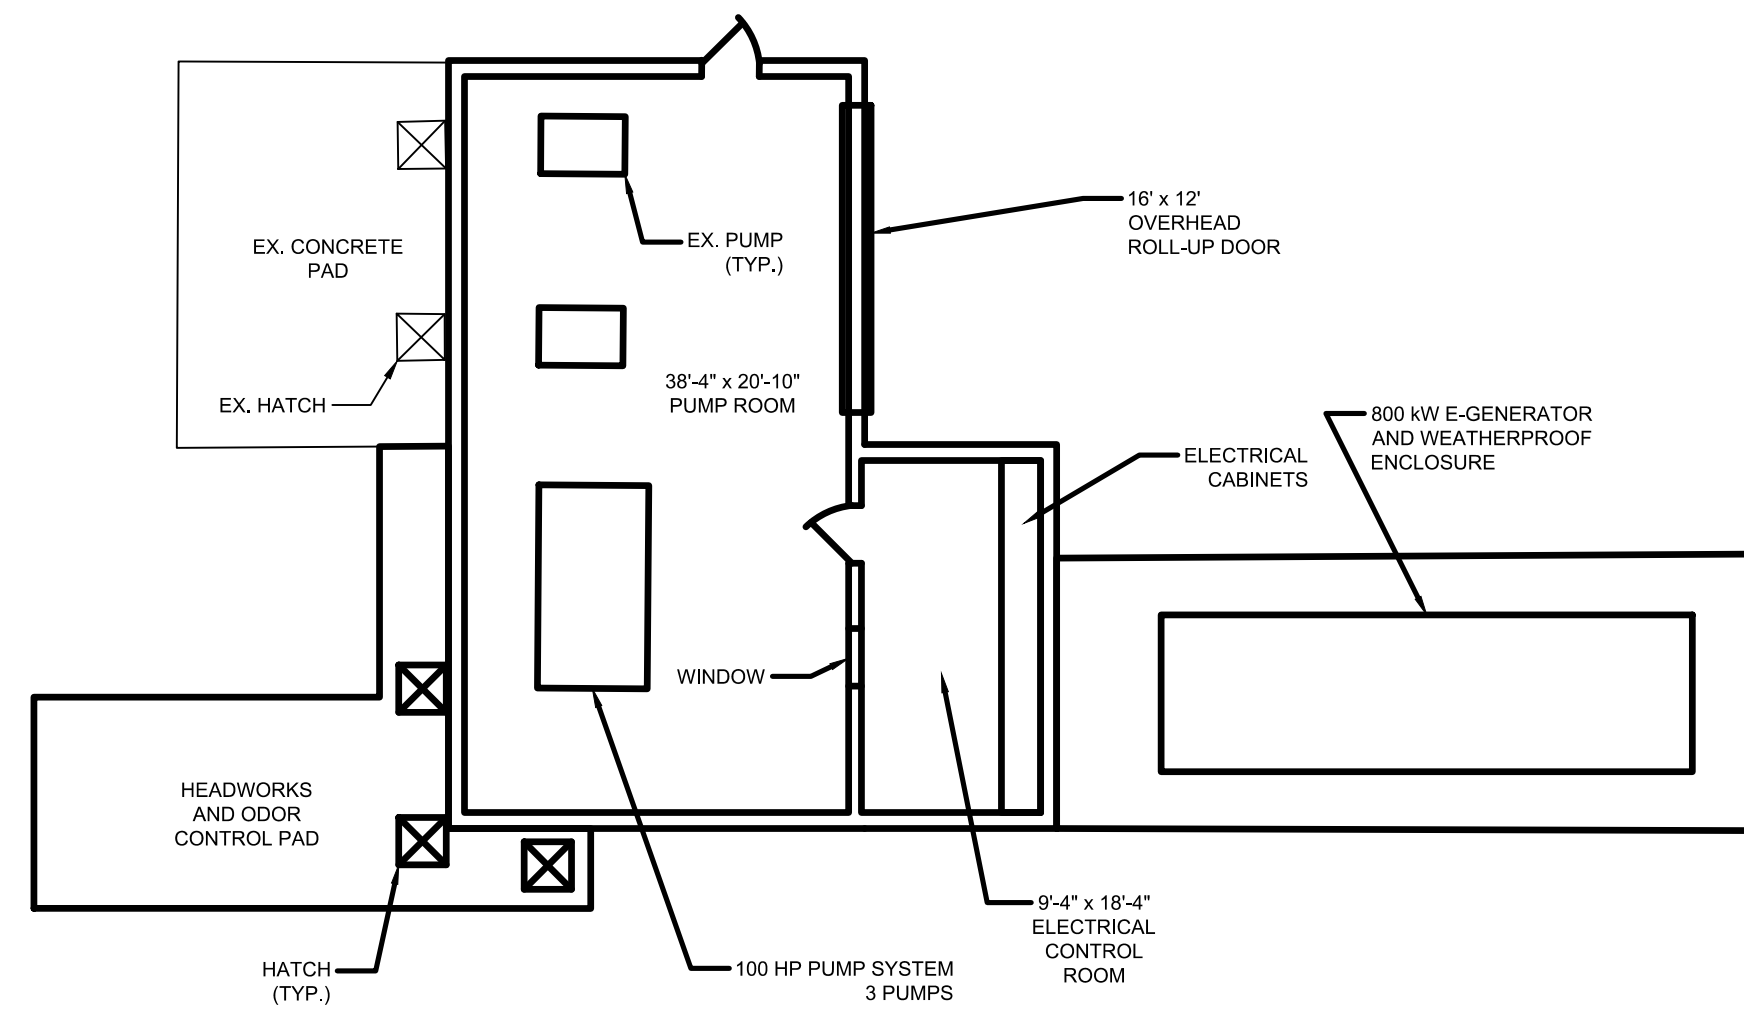 16' x 12'
OVERHEAD
ROLL-UP DOOR
EX. CONCRETE
PAD
EX. PUMP
(TYP.)
EX. HATCH
38'-4" x 20'-10"
PUMP ROOM
800 kW E-GENERATOR
AND WEATHERPROOF
ENCLOSURE
ELECTRICAL
CABINETS
WINDOW
HEADWORKS
AND ODOR
CONTROL PAD
9'-4" x 18'-4"
ELECTRICAL
CONTROL
ROOM
HATCH
(TYP.)
100 HP PUMP SYSTEM
3 PUMPS